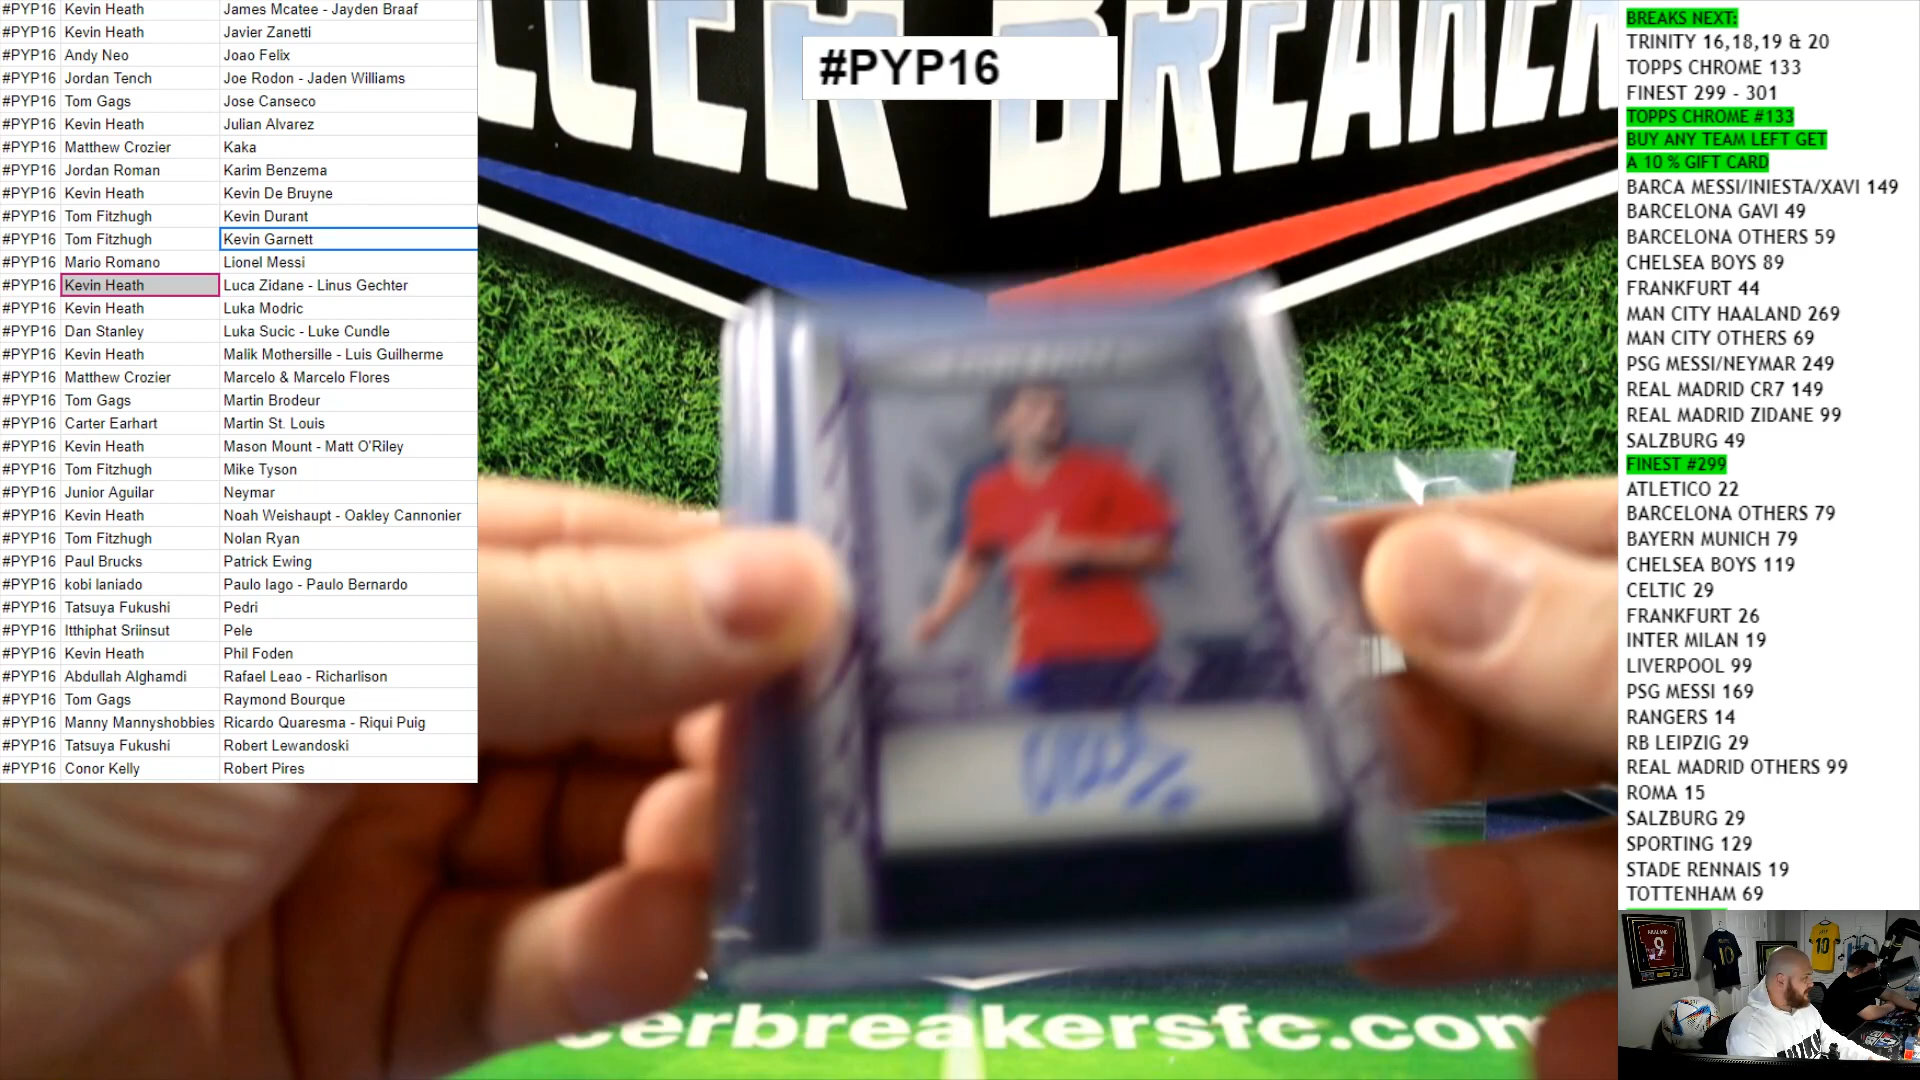 #PYP16 Kevin Heath James Mcatee - Jayden Braaf
#PYP16 Kevin Heath Javier Zanetti
#PYP16 Andy Neo Joao Felix
#PYP16 Jordan Tench Joe Rodon - Jaden Williams
#PYP16 Tom Gags Jose Canseco
#PYP16 Kevin Heath Julian Alvarez
#PYP16 Matthew Crozier Kaka
#PYP16 Jordan Roman Karim Benzema
#PYP16 Kevin Heath Kevin De Bruyne
#PYP16 Tom Fitzhugh Kevin Durant
#PYP16 Tom Fitzhugh Kevin Garnett
#PYP16 Mario Romano Lionel Messi
#PYP16 Kevin Heath Luca Zidane - Linus Gechter
#PYP16 Kevin Heath Luka Modric
#PYP16 Dan Stanley Luka Sucic - Luke Cundle
#PYP16 Kevin Heath Malik Mothersille - Luis Guilherme
#PYP16 Matthew Crozier Marcelo & Marcelo Flores
#PYP16 Tom Gags Martin Brodeur
#PYP16 Carter Earhart Martin St. Louis
#PYP16 Kevin Heath Mason Mount - Matt O'Riley
#PYP16 Tom Fitzhugh Mike Tyson
#PYP16 Junior Aguilar Neymar
#PYP16 Kevin Heath Noah Weishaupt - Oakley Cannonier
#PYP16 Tom Fitzhugh Nolan Ryan
#PYP16 Paul Brucks Patrick Ewing
#PYP16 kobi laniado Paulo Iago - Paulo Bernardo
#PYP16 Tatsuya Fukushi Pedri
#PYP16 Itthiphat Sriinsut Pele
#PYP16 Kevin Heath Phil Foden
#PYP16 Abdullah Alghamdi Rafael Leao - Richarlison
#PYP16 Tom Gags Raymond Bourque
#PYP16 Manny Mannyshobbies Ricardo Quaresma - Riqui Puig
#PYP16 Tatsuya Fukushi Robert Lewandoski
#PYP16 Conor Kelly Robert Pires
CCER BREAKER
#PYP16
cerbreakersfc.com
BREAKS NEXT:
TRINITY 16,18,19 & 20
TOPPS CHROME 133
FINEST 299 - 301
TOPPS CHROME #133
BUY ANY TEAM LEFT GET
A 10 % GIFT CARD
BARCA MESSI/INIESTA/XAVI 149
BARCELONA GAVI 49
BARCELONA OTHERS 59
CHELSEA BOYS 89
FRANKFURT 44
MAN CITY HAALAND 269
MAN CITY OTHERS 69
PSG MESSI/NEYMAR 249
REAL MADRID CR7 149
REAL MADRID ZIDANE 99
SALZBURG 49
FINEST #299
ATLETICO 22
BARCELONA OTHERS 79
BAYERN MUNICH 79
CHELSEA BOYS 119
CELTIC 29
FRANKFURT 26
INTER MILAN 19
LIVERPOOL 99
PSG MESSI 169
RANGERS 14
RB LEIPZIG 29
REAL MADRID OTHERS 99
ROMA 15
SALZBURG 29
SPORTING 129
STADE RENNAIS 19
TOTTENHAM 69
HAALAND
9
10
10